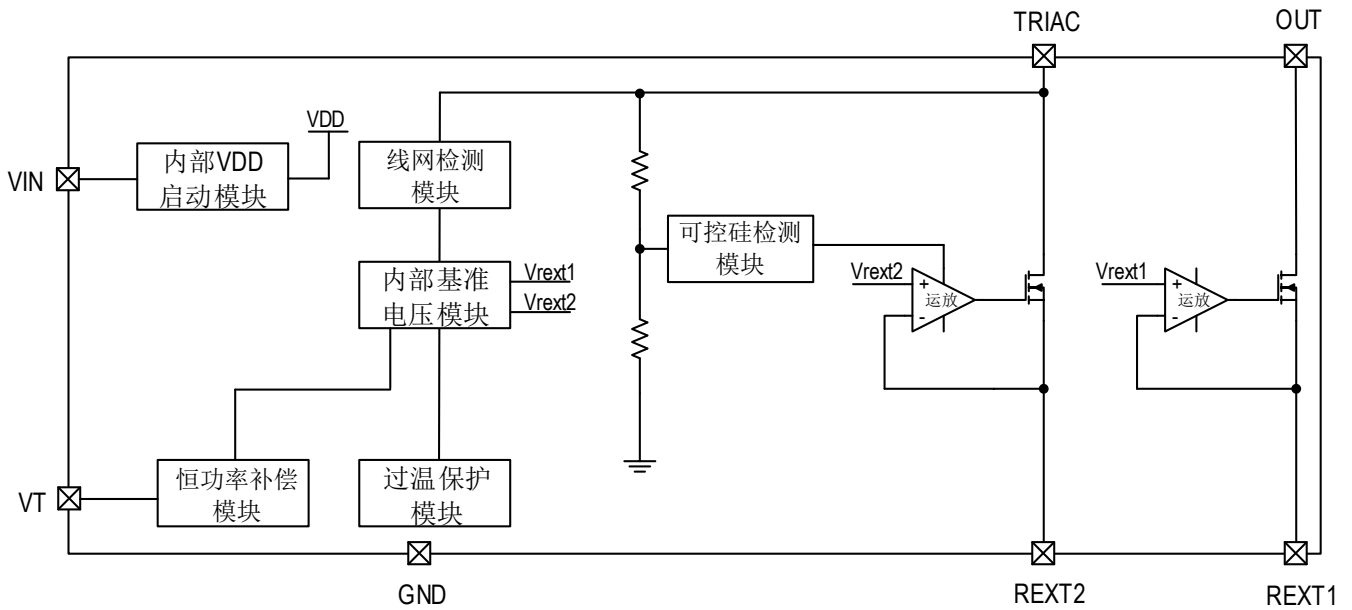 TRIAC
OUT
VDD
内部VDD
启动模块
线网检测
模块
VIN
可控硅检测
模块
内部基准
电压模块
Vrext1
Vrext2
Vrext2
+
运放
-
Vrext1
+
运放
-
恒功率补偿
模块
过温保护
模块
VT
GND
REXT2
REXT1